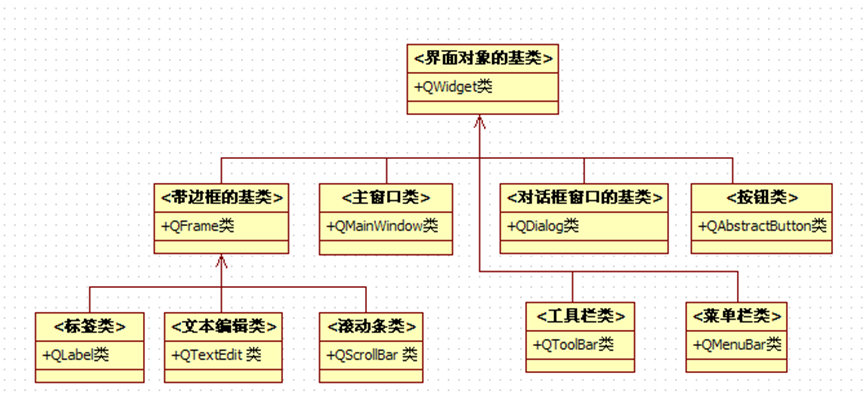 <界面对象的基类>
+QWidget类
<带边框的基类>
+QFrame类
<主窗口类>
+QMainWindow类
<对话框窗口的基类>
+QDialog类
<按钮类>
+QAbstractButton类
<标签类>
+QLabel类
<文本编辑类>
+QTextEdit 类
<滚动条类>
+QScrollBar 类
<工具栏类>
+QToolBar类
<菜单栏类>
+QMenuBar类